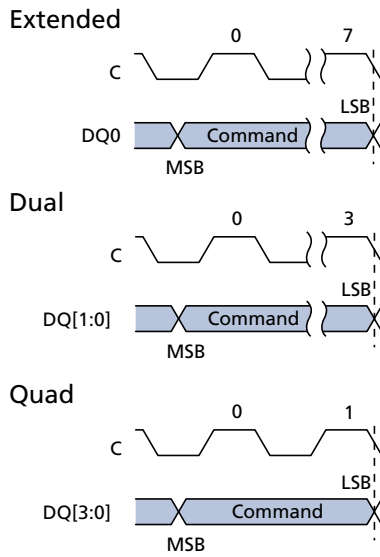 Extended
0 7
C
LSB
DQ0 Command
MSB
Dual
0 3
C
LSB
DQ[1:0] Command
MSB
Quad
0 1
C
LSB
DQ[3:0] Command
MSB